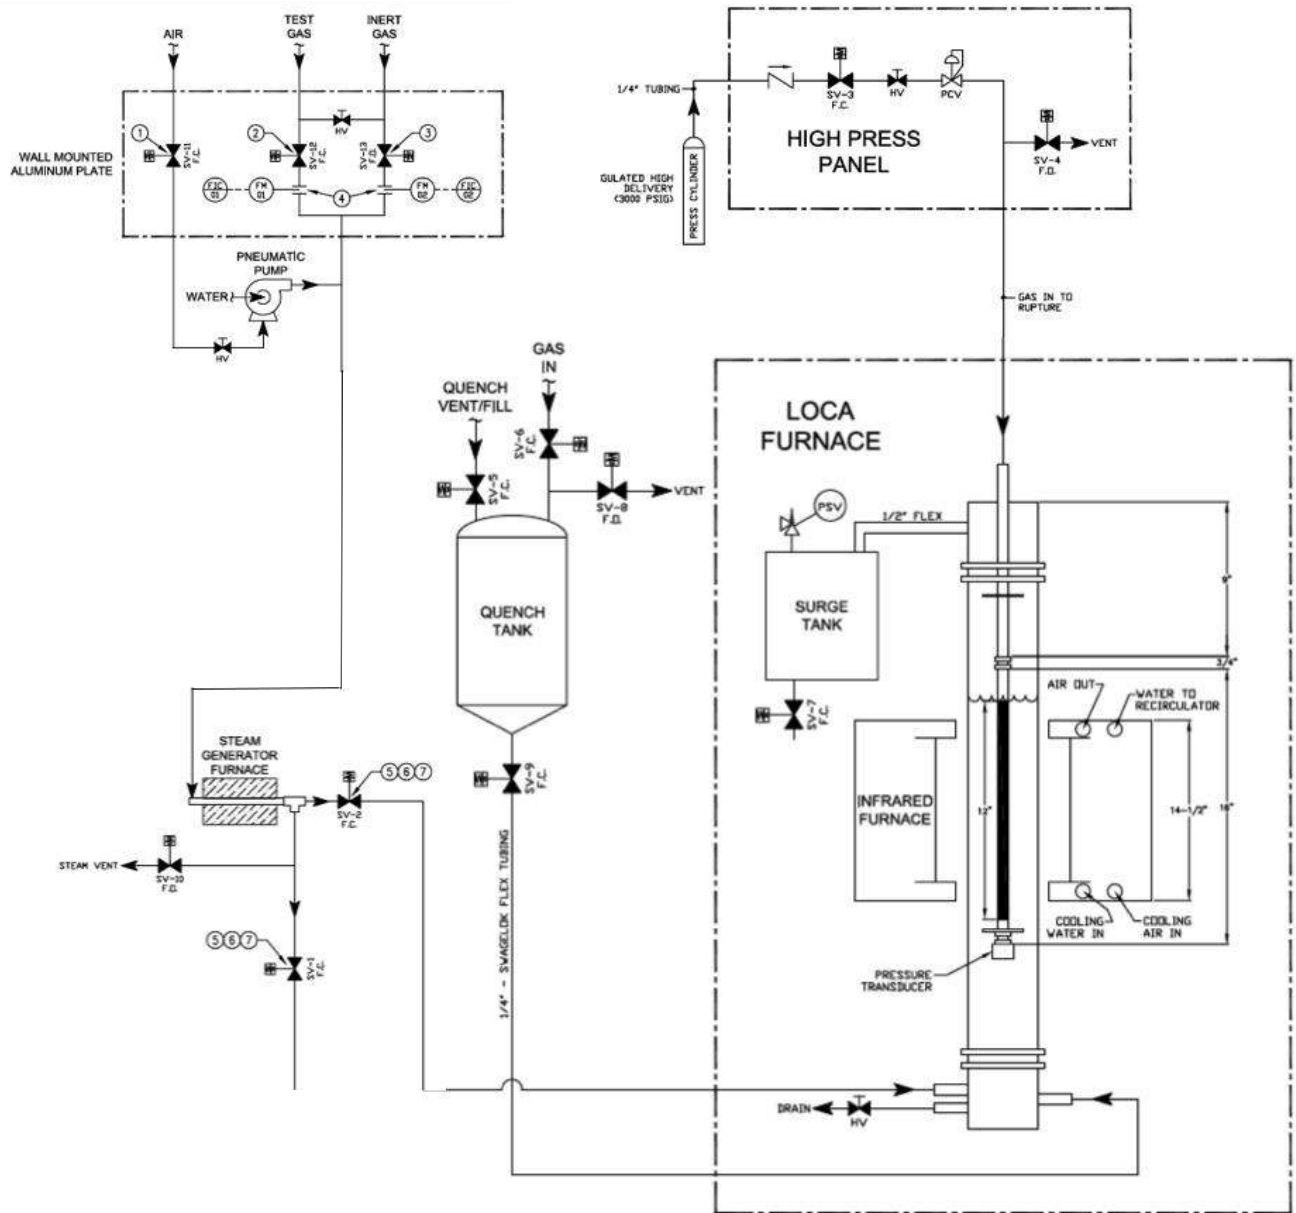 AIR
TEST
GAS
INERT
GAS
1
2
3
HV
SV-11
F.C.
SV-12
F.C.
SV-13
F.O.
WALL MOUNTED
ALUMINUM PLATE
FIC
01
FM
01
4
FM
02
FIC
02
PNEUMATIC
PUMP
WATER
HV
1/4" TUBING
SV-3
F.C.
HV
PCV
HIGH PRESS
PANEL
SV-4
F.O.
VENT
GULATED HIGH
DELIVERY
(3000 PSIG)
PRESS CYLINDER
GAS IN TO
RUPTURE
GAS
IN
QUENCH
VENT/FILL
SV-6
F.C.
SV-5
F.C.
SV-8
F.O.
VENT
QUENCH
TANK
SV-9
F.C.
1/4" - SWAGELOK FLEX TUBING
LOCA
FURNACE
PSV
1/2" FLEX
SURGE
TANK
SV-7
F.C.
9"
3/4"
AIR OUT
WATER TO
RECIRCULATOR
INFRARED
FURNACE
12"
14-1/2"
16"
COOLING
WATER IN
COOLING
AIR IN
PRESSURE
TRANSDUCER
STEAM
GENERATOR
FURNACE
5 6 7
SV-2
F.C.
STEAM VENT
SV-10
F.O.
5 6 7
SV-1
F.C.
DRAIN
HV